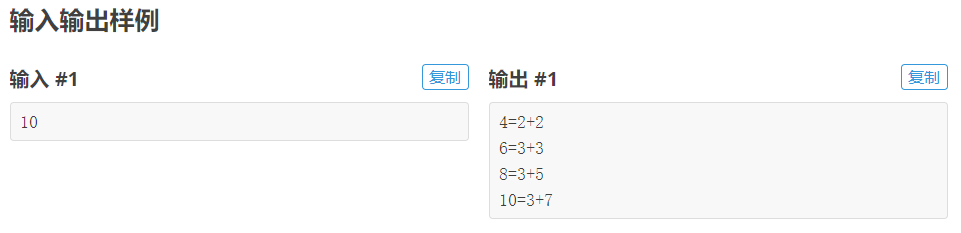 输入输出样例
输入 #1
复制
10
输出 #1
复制
4=2+2
6=3+3
8=3+5
10=3+7